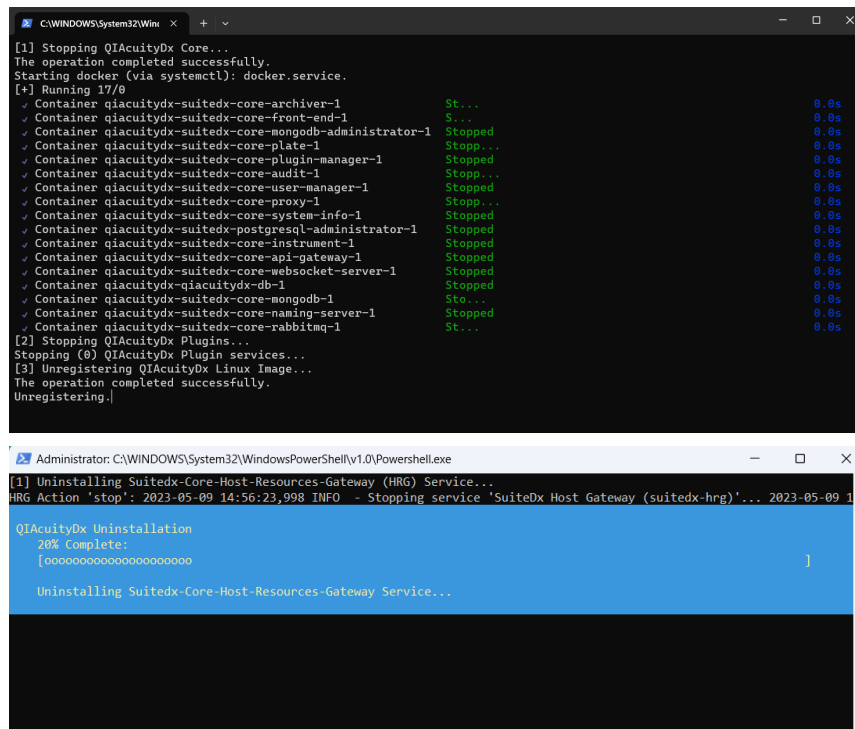 C:\WINDOWS\System32\Winc
[1] Stopping QIAcuityDx Core...
The operation completed successfully.
Starting docker (via systemctl): docker.service.
[+] Running 17/0
✓ Container qiacuitydx-suitedx-core-archiver-1 St... 0.0s
✓ Container qiacuitydx-suitedx-core-front-end-1 S... 0.0s
✓ Container qiacuitydx-suitedx-core-mongodb-administrator-1 Stopped 0.0s
✓ Container qiacuitydx-suitedx-core-plate-1 Stopp... 0.0s
✓ Container qiacuitydx-suitedx-core-plugin-manager-1 Stopped 0.0s
✓ Container qiacuitydx-suitedx-core-audit-1 Stopp... 0.0s
✓ Container qiacuitydx-suitedx-core-user-manager-1 Stopped 0.0s
✓ Container qiacuitydx-suitedx-core-proxy-1 Stopp... 0.0s
✓ Container qiacuitydx-suitedx-core-system-info-1 Stopped 0.0s
✓ Container qiacuitydx-suitedx-postgresql-administrator-1 Stopped 0.0s
✓ Container qiacuitydx-suitedx-core-instrument-1 Stopped 0.0s
✓ Container qiacuitydx-suitedx-core-api-gateway-1 Stopped 0.0s
✓ Container qiacuitydx-suitedx-core-websocket-server-1 Stopped 0.0s
✓ Container qiacuitydx-qiacuitydx-db-1 Stopped 0.0s
✓ Container qiacuitydx-suitedx-core-mongodb-1 Sto... 0.0s
✓ Container qiacuitydx-suitedx-core-naming-server-1 Stopped 0.0s
✓ Container qiacuitydx-suitedx-core-rabbitmq-1 St... 0.0s
[2] Stopping QIAcuityDx Plugins...
Stopping (0) QIAcuityDx Plugin services...
[3] Unregistering QIAcuityDx Linux Image...
The operation completed successfully.
Unregistering.
Administrator: C:\WINDOWS\System32\WindowsPowerShell\v1.0\Powershell.exe
[1] Uninstalling Suitedx-Core-Host-Resources-Gateway (HRG) Service...
HRG Action 'stop': 2023-05-09 14:56:23,998 INFO - Stopping service 'SuiteDx Host Gateway (suitedx-hrg)'... 2023-05-09 1
QIAcuityDx Uninstallation
20% Complete:
[ooooooooooooooooooooo ]
Uninstalling Suitedx-Core-Host-Resources-Gateway Service...